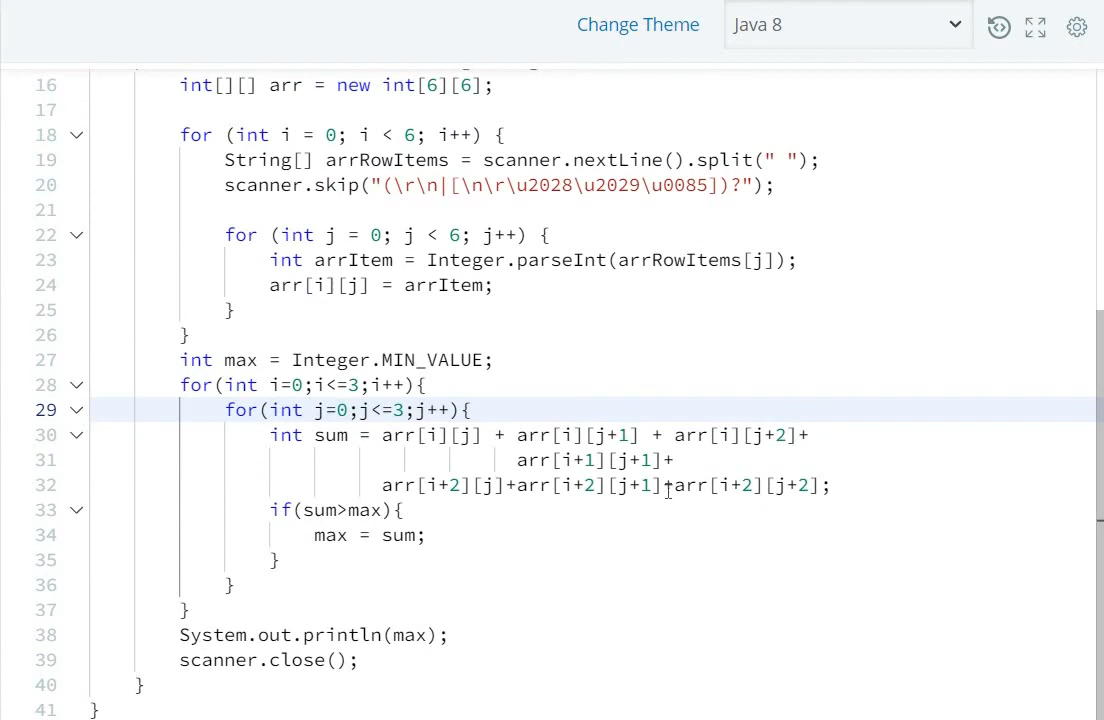 Change Theme Java 8
16 int[][] arr = new int[6][6];
17
18 for (int i = 0; i < 6; i++) {
19 String[] arrRowItems = scanner.nextLine().split(" ");
20 scanner.skip("(\r\n|[\n\r\u2028\u2029\u0085])?");
21
22 for (int j = 0; j < 6; j++) {
23 int arrItem = Integer.parseInt(arrRowItems[j]);
24 arr[i][j] = arrItem;
25 }
26 }
27 int max = Integer.MIN_VALUE;
28 for(int i=0;i<=3;i++){
29 for(int j=0;j<=3;j++){
30 int sum = arr[i][j] + arr[i][j+1] + arr[i][j+2]+
31 arr[i+1][j+1]+
32 arr[i+2][j]+arr[i+2][j+1]+arr[i+2][j+2];
33 if(sum>max){
34 max = sum;
35 }
36 }
37 }
38 System.out.println(max);
39 scanner.close();
40 }
41 }